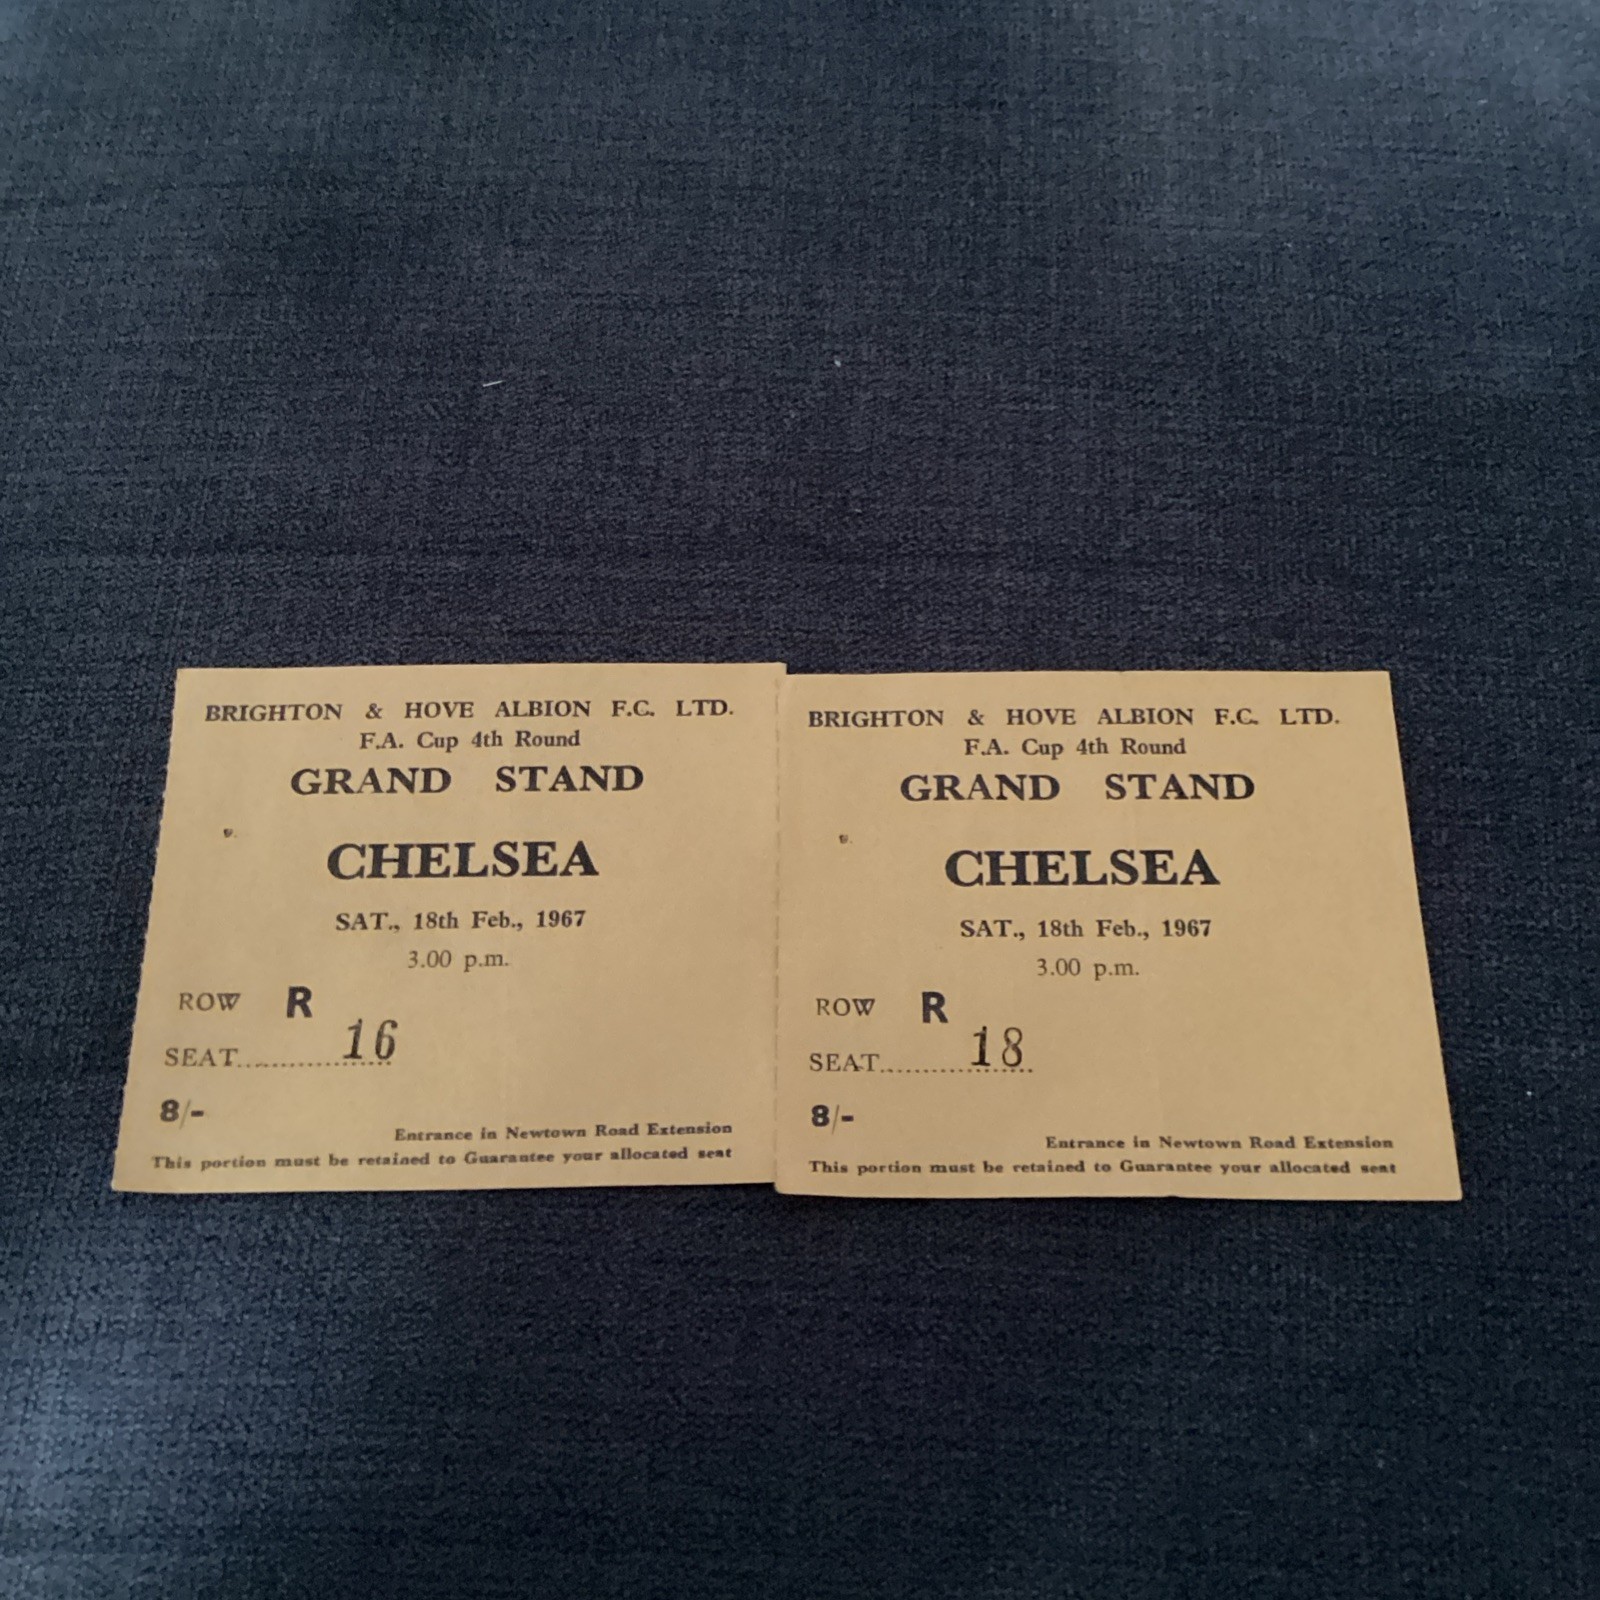 BRIGHTON & HOVE ALBION F.C. LTD.
F.A. Cup 4th Round
GRAND STAND
v.
CHELSEA
SAT., 18th Feb., 1967
3.00 p.m.
ROW R
SEAT.............. 16
8/-
Entrance in Newtown Road Extension
This portion must be retained to Guarantee your allocated seat
BRIGHTON & HOVE ALBION F.C. LTD.
F.A. Cup 4th Round
GRAND STAND
v.
CHELSEA
SAT., 18th Feb., 1967
3.00 p.m.
ROW R
SEAT.............. 18
8/-
Entrance in Newtown Road Extension
This portion must be retained to Guarantee your allocated seat